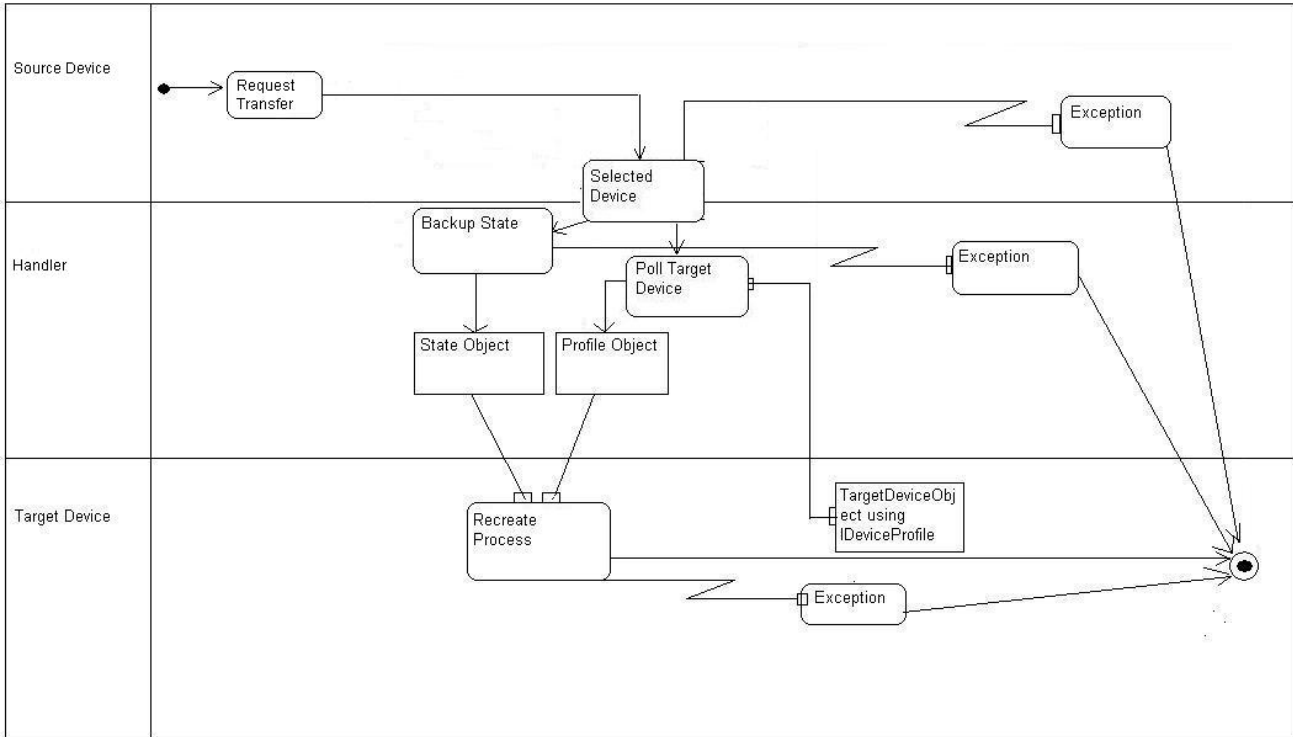 Source Device
Request
Transfer
Exception
Selected
Device
Handler
Backup State
Exception
Poll Target
Device
State Object
Profile Object
Target Device
TargetDeviceObj
ect using
IDeviceProfile
Recreate
Process
Exception